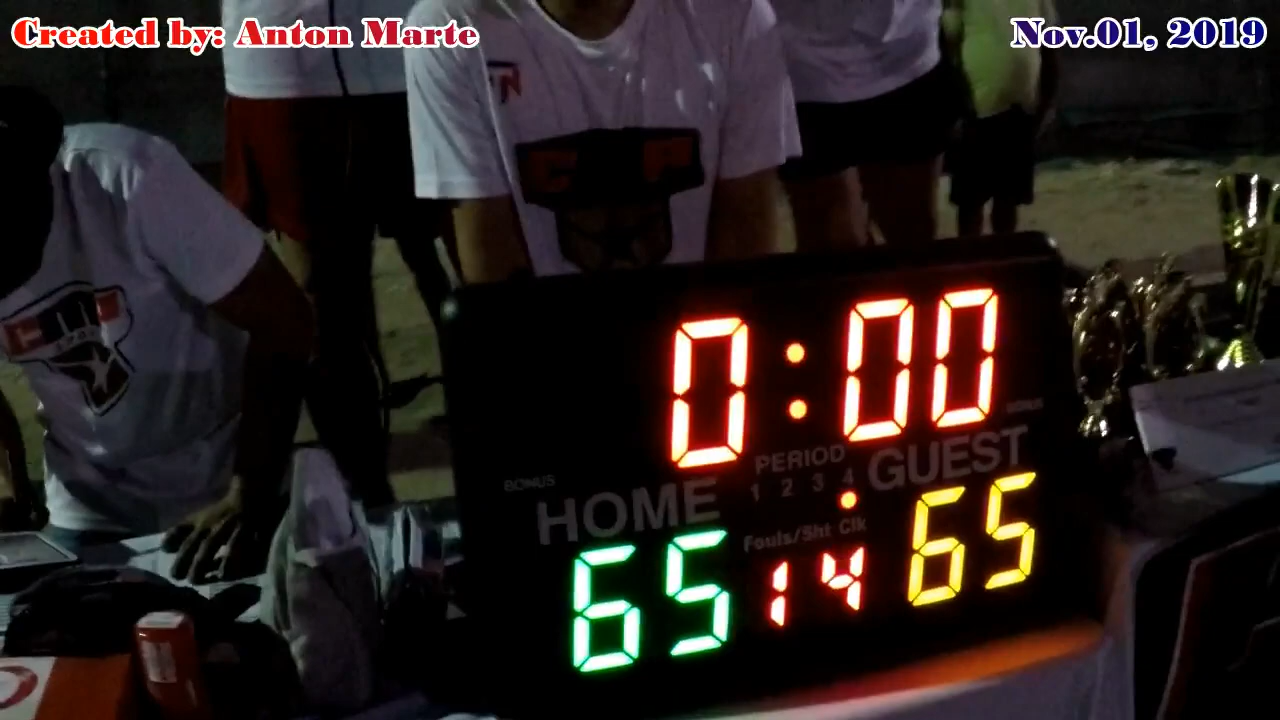 Created by: Anton Marte
Nov.01, 2019
0:00
BONUS
PERIOD
1 2 3 4
BONUS
HOME
GUEST
Fouls/Sht Clk
65
14
65